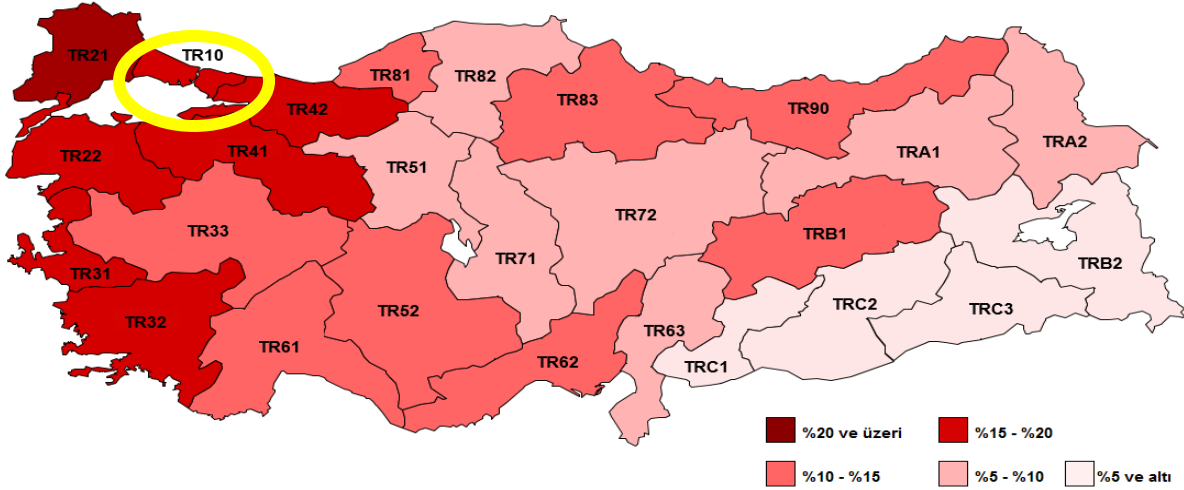 TR10
TR21
TR81
TR82
TR83
TR90
TR42
TR22
TR41
TR51
TRA1
TRA2
TR33
TR72
TRB1
TR31
TR71
TRB2
TR32
TR52
TR63
TRC2
TRC3
TR61
TR62
TRC1
%20 ve üzeri
%15 - %20
%10 - %15
%5 - %10
%5 ve altı